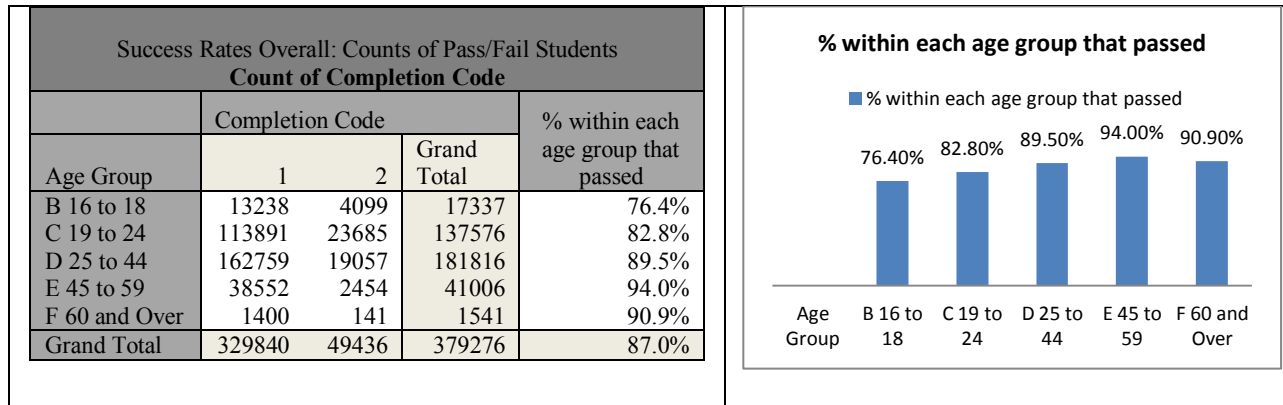 Success Rates Overall: Counts of Pass/Fail Students
Count of Completion Code
Completion Code
% within each age group that passed
Age Group 1 2 Grand Total
B 16 to 18 13238 4099 17337 76.4%
C 19 to 24 113891 23685 137576 82.8%
D 25 to 44 162759 19057 181816 89.5%
E 45 to 59 38552 2454 41006 94.0%
F 60 and Over 1400 141 1541 90.9%
Grand Total 329840 49436 379276 87.0%
% within each age group that passed
% within each age group that passed
76.40% 82.80% 89.50% 94.00% 90.90%
Age Group B 16 to 18 C 19 to 24 D 25 to 44 E 45 to 59 F 60 and Over